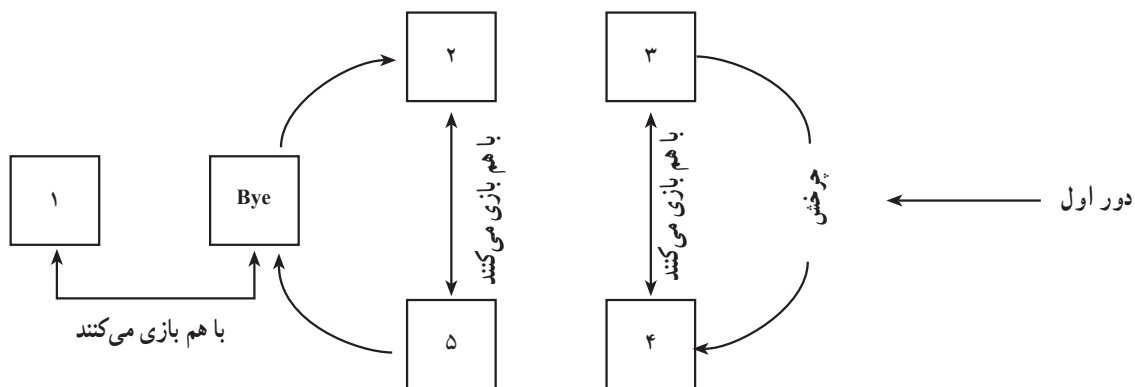 ۲
۳
۱
Bye
با هم بازی می‌کنند
با هم بازی می‌کنند
چرخش
دور اول
با هم بازی می‌کنند
۵
۴